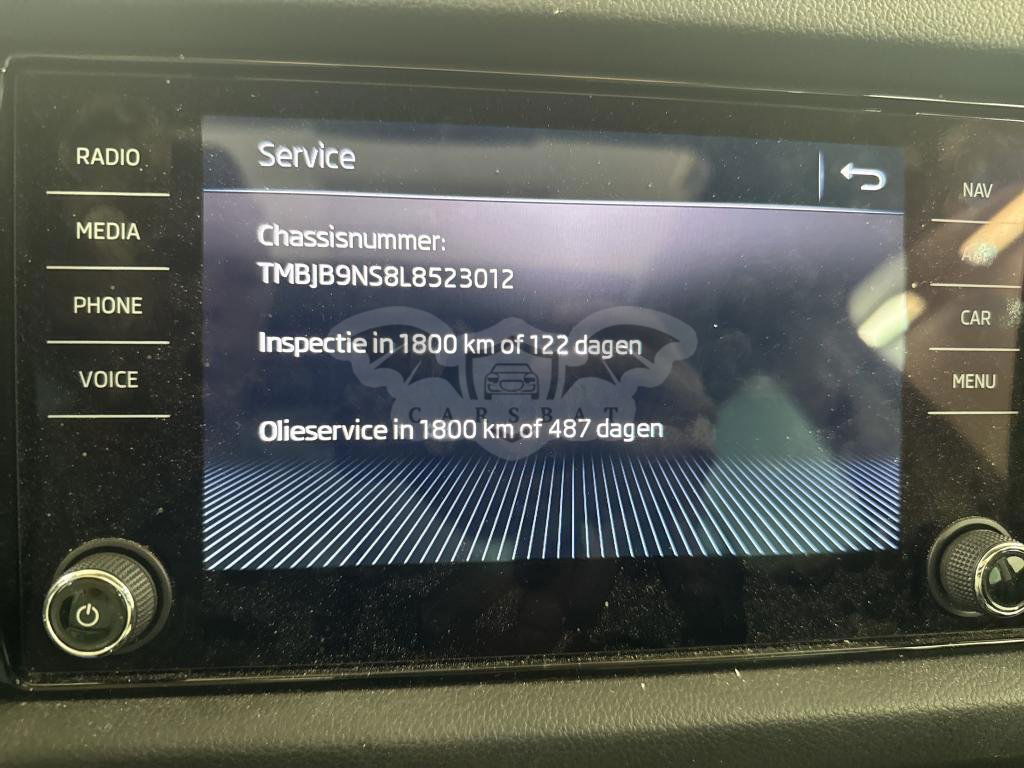 Service
RADIO
MEDIA
PHONE
VOICE
Chassisnummer:
TMBJB9NS8L8523012
Inspectie in 1800 km of 122 dagen
CARSBAT
Olieservice in 1800 km of 487 dagen
NAV
CAR
MENU